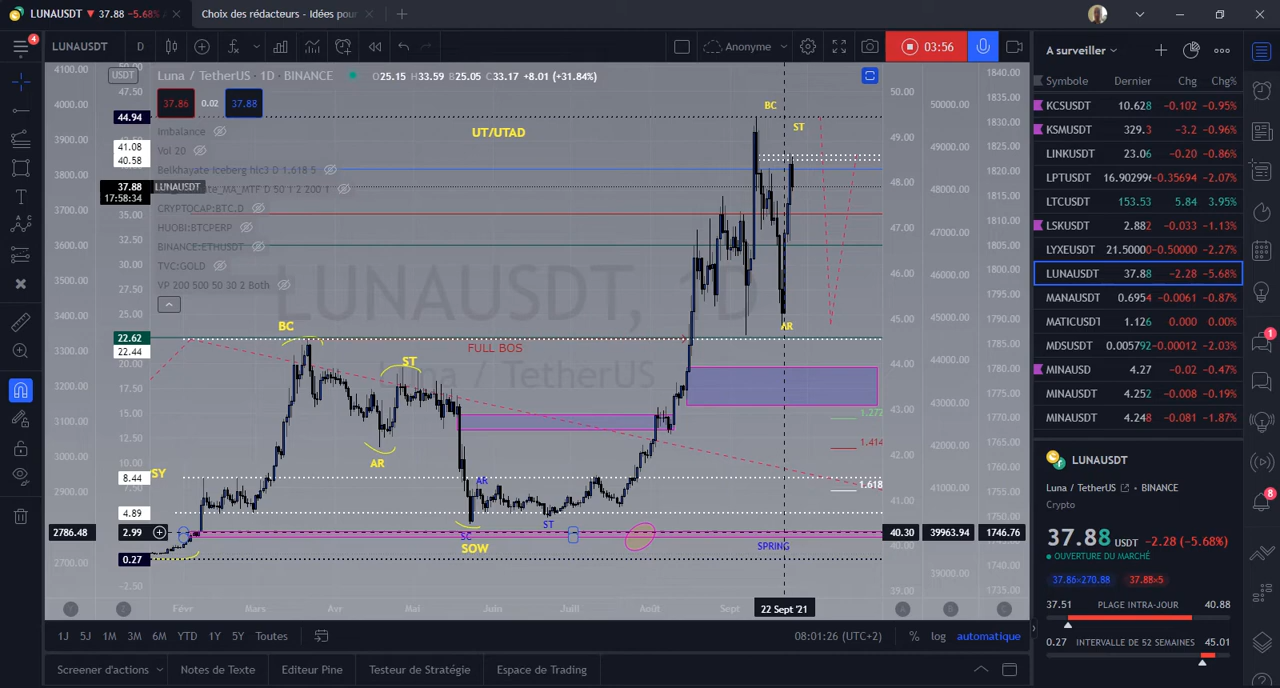 LUNAUSDT ▼ 37.88 -5.68%
Choix des rédacteurs - Idées pour
LUNAUSDT
D
Anonyme
03:56
A surveiller
4
Luna / TetherUS · 1D · BINANCE
O25.15 H33.59 B25.05 C33.17 +8.01 (+31.84%)
USDT
37.86
0.02
37.88
Imbalance
Vol 20
Belkhayate Iceberg hlc3 0 1.618 5
CRYPTOCAP:BTC.D
HUOBI:BTCPERP
BINANCE:ETHUSDT
TVC:GOLD
VP 200 500 50 30 2 Both
UT/UTAD
BC
ST
AR
LUNAUSDT
LUNAUSDT, 1D
Luna / TetherUS
BC
ST
AR
FULL BOS
SY
SOW
SC
AR
ST
SPRING
1.272
1.414
1.618
4100.00
4000.00
3900.00
3800.00
3700.00
3600.00
3500.00
3400.00
3300.00
3200.00
3100.00
3000.00
2900.00
2786.48
2700.00
47.50
44.94
41.08
40.58
37.88
17:58:34
35.00
32.50
30.00
27.50
25.00
22.62
22.44
20.00
17.50
15.00
12.50
10.00
8.44
4.89
2.99
0.27
-2.50
50.00
49.00
48.00
47.00
46.00
45.00
44.00
43.00
42.00
41.00
40.30
40.00
39.00
50000.00
49000.00
48000.00
47000.00
46000.00
45000.00
44000.00
43000.00
42000.00
41000.00
39963.94
39000.00
1840.00
1835.00
1830.00
1825.00
1820.00
1815.00
1810.00
1805.00
1800.00
1795.00
1790.00
1785.00
1780.00
1775.00
1770.00
1765.00
1760.00
1755.00
1750.00
1746.76
1740.00
1735.00
Févr
Mars
Avr
Mai
Juin
Juill
Août
Sept
22 Sept '21
1J 5J 1M 3M 6M YTD 1Y 5Y Toutes
08:01:26 (UTC+2)
% log automatique
Screener d'actions
Notes de Texte
Editeur Pine
Testeur de Stratégie
Espace de Trading
Symbole Dernier Chg Chg%
KCSUSDT 10.628 -0.102 -0.95%
KSMUSDT 329.3 -3.2 -0.96%
LINKUSDT 23.06 -0.20 -0.86%
LPTUSDT 16.90299 -0.35694 -2.07%
LTCUSDT 153.53 5.84 3.95%
LSKUSDT 2.882 -0.033 -1.13%
LYXEUSDT 21.50000 -0.50000 -2.27%
LUNAUSDT 37.88 -2.28 -5.68%
MANAUSDT 0.6954 -0.0061 -0.87%
MATICUSDT 1.126 0.000 0.00%
MDSUSDT 0.005792 -0.00012 -2.03%
MINAUSD 4.27 -0.02 -0.47%
MINAUSDT 4.252 -0.008 -0.19%
MINAUSDT 4.248 -0.081 -1.87%
LUNAUSDT
Luna / TetherUS · BINANCE
Crypto
37.88 USDT -2.28 (-5.68%)
OUVERTURE DU MARCHÉ
37.86×270.88 37.88×5
37.51 PLAGE INTRA-JOUR 40.88
0.27 INTERVALLE DE 52 SEMAINES 45.01
1
8